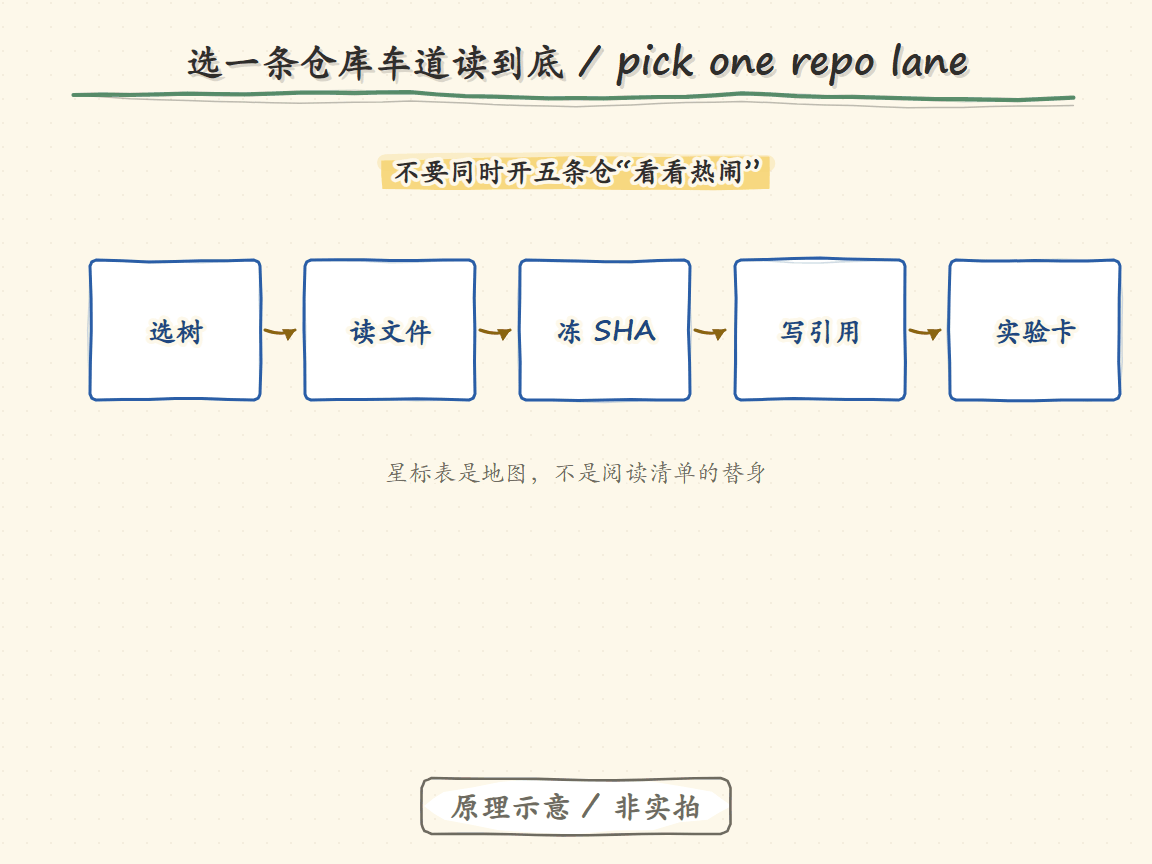 选一条仓库车道读到底 / pick one repo lane
不要同时开五条仓“看看热闹”
选树
读文件
冻 SHA
写引用
实验卡
星标表是地图，不是阅读清单的替身
原理示意 / 非实拍